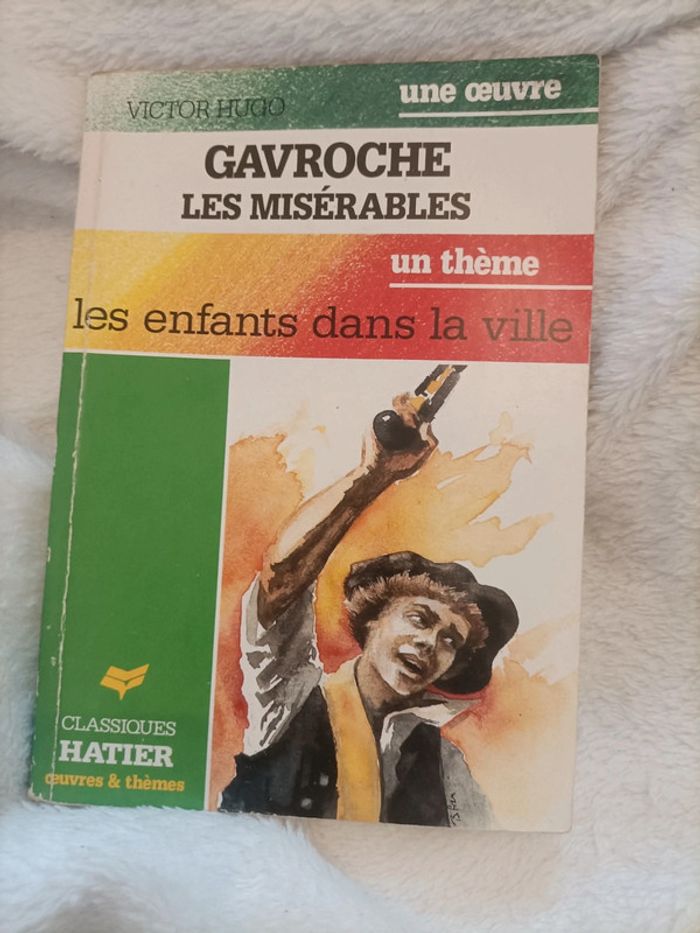 une œuvre
VICTOR HUGO
GAVROCHE
LES MISÉRABLES
un thème
les enfants dans la ville
CLASSIQUES
HATIER
œuvres & thèmes